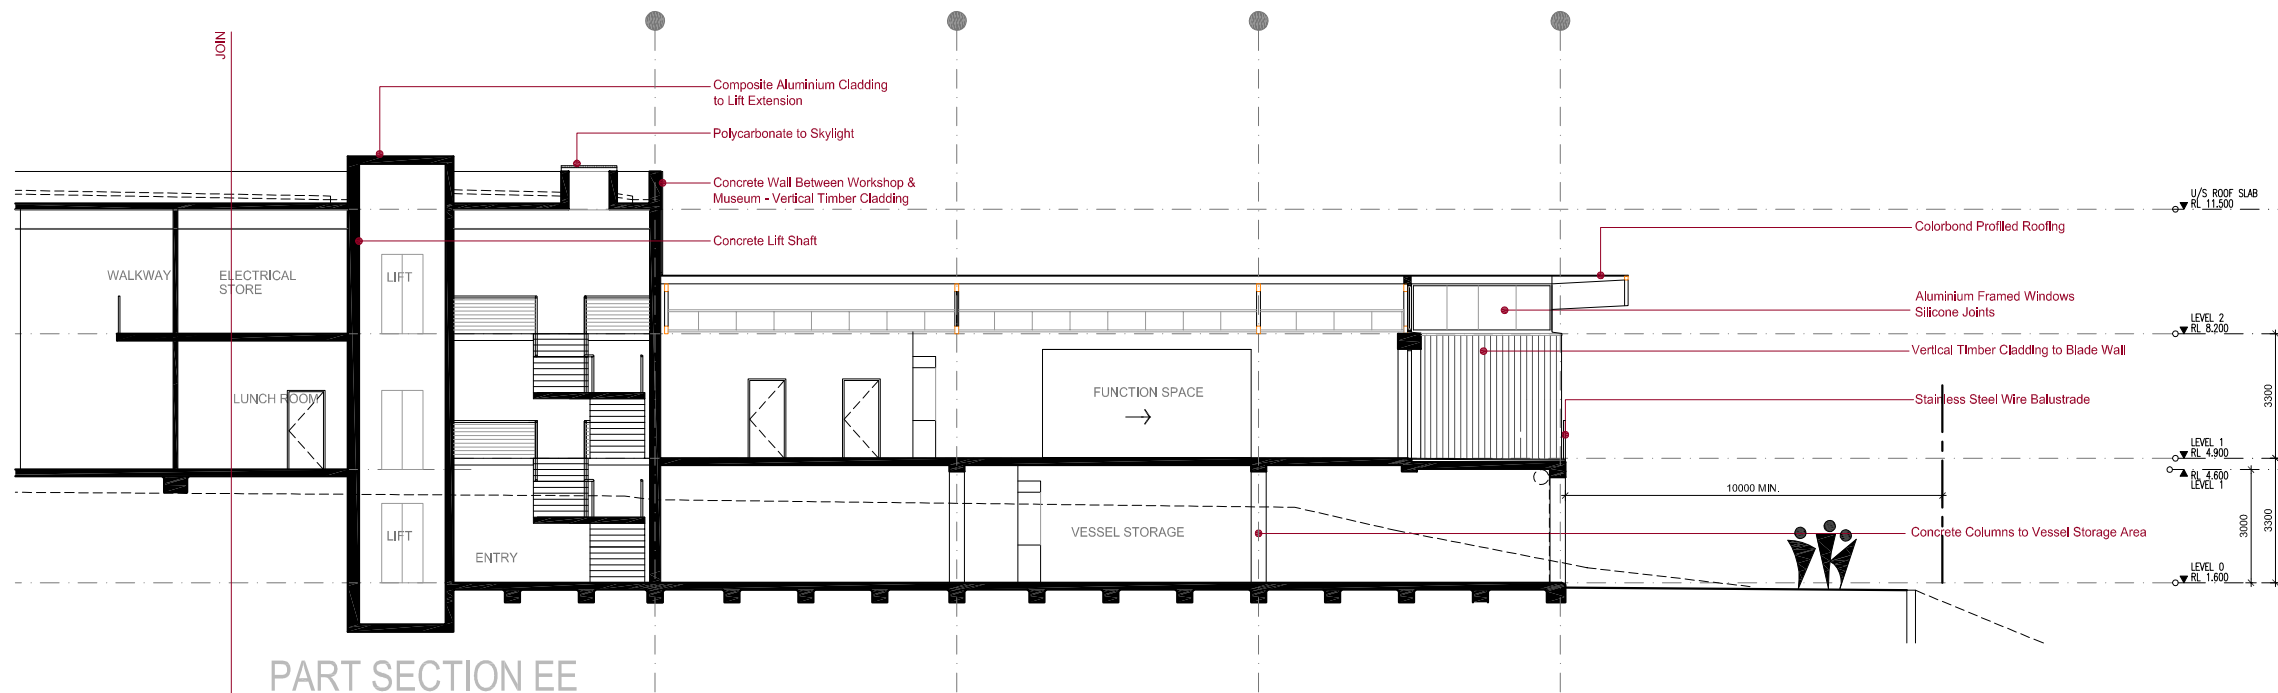 JOIN
Composite Aluminium Cladding
to Lift Extension
Polycarbonate to Skylight
Concrete Wall Between Workshop &
Museum - Vertical Timber Cladding
Concrete Lift Shaft
U/S ROOF SLAB
RL 11.500
Colorbond Profiled Roofing
WALKWAY
ELECTRICAL
STORE
LIFT
Aluminium Framed Windows
Silicone Joints
LEVEL 2
RL 8.200
Vertical Timber Cladding to Blade Wall
LUNCH ROOM
FUNCTION SPACE
Stainless Steel Wire Balustrade
3300
LEVEL 1
RL 4.900
RL 4.600
LEVEL 1
10000 MIN.
LIFT
ENTRY
VESSEL STORAGE
Concrete Columns to Vessel Storage Area
3000
3300
LEVEL 0
RL 1.600
PART SECTION EE